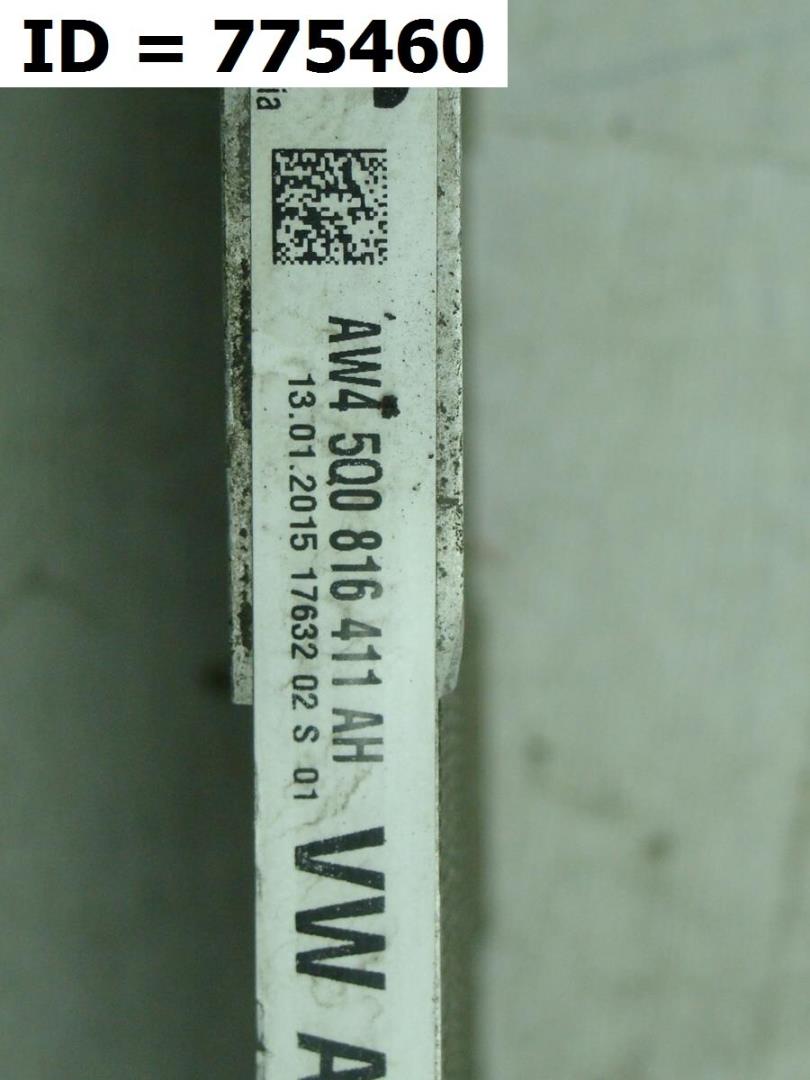 ID = 775460
AW4 5Q0 816 411 AH
13.01.2015 17632 02 S 01
VW A